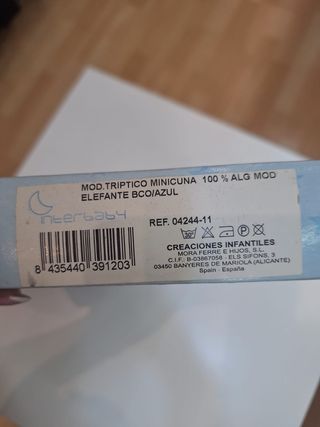 MOD.TRIPTICO MINICUNA 100 % ALG MOD
ELEFANTE BCO/AZUL
interbaby
REF. 04244-11
CREACIONES INFANTILES
MORA FERRE E HIJOS, S.L.
C.I.F.: B-03867058 - ELS SIFONS, 3
03450 BANYERES DE MARIOLA (ALICANTE)
Spain - España
8 435440 391203